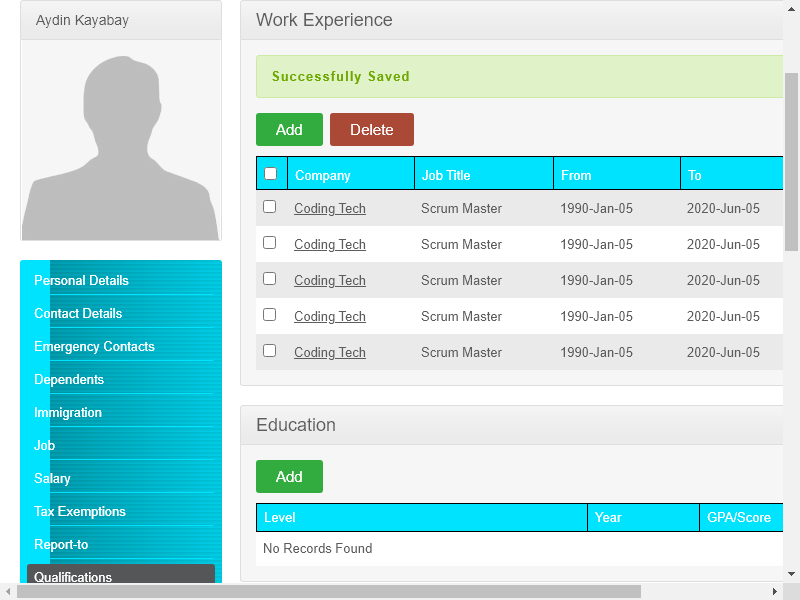 Aydin Kayabay
Personal Details
Contact Details
Emergency Contacts
Dependents
Immigration
Job
Salary
Tax Exemptions
Report-to
Qualifications
Work Experience
Successfully Saved
Add Delete
Company Job Title From To
Coding Tech Scrum Master 1990-Jan-05 2020-Jun-05
Coding Tech Scrum Master 1990-Jan-05 2020-Jun-05
Coding Tech Scrum Master 1990-Jan-05 2020-Jun-05
Coding Tech Scrum Master 1990-Jan-05 2020-Jun-05
Coding Tech Scrum Master 1990-Jan-05 2020-Jun-05
Education
Add
Level Year GPA/Score
No Records Found